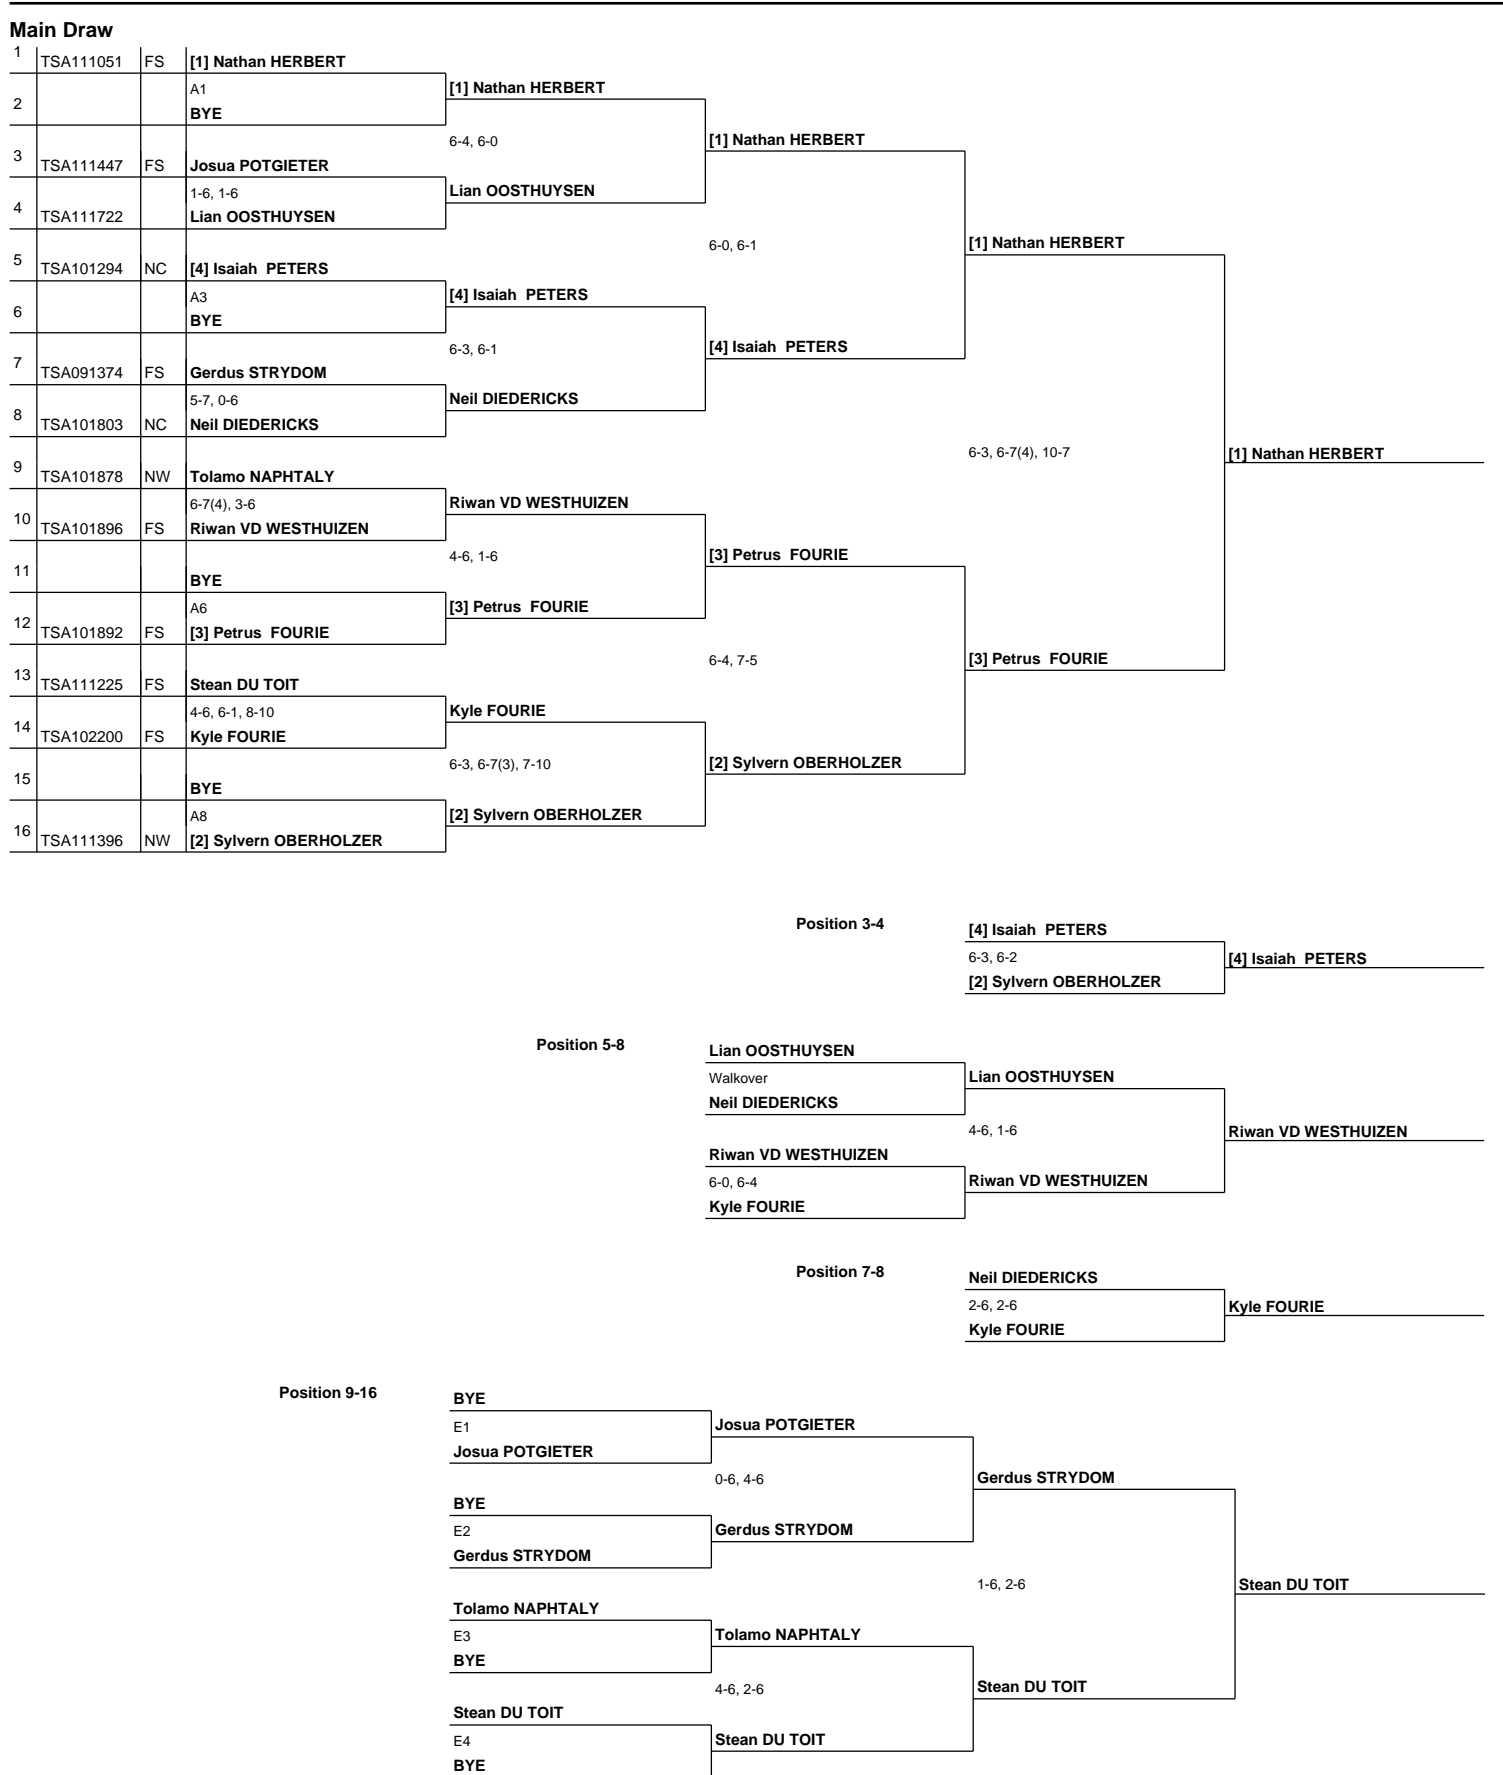 Main Draw
1 TSA111051 FS [1] Nathan HERBERT
A1 [1] Nathan HERBERT
2 BYE
6-4, 6-0 [1] Nathan HERBERT
3 TSA111447 FS Josua POTGIETER
1-6, 1-6 Lian OOSTHUYSEN
4 TSA111722 Lian OOSTHUYSEN
6-0, 6-1 [1] Nathan HERBERT
5 TSA101294 NC [4] Isaiah PETERS
A3 [4] Isaiah PETERS
6 BYE
6-3, 6-1 [4] Isaiah PETERS
7 TSA091374 FS Gerdus STRYDOM
5-7, 0-6 Neil DIEDERICKS
8 TSA101803 NC Neil DIEDERICKS
6-3, 6-7(4), 10-7 [1] Nathan HERBERT
9 TSA101878 NW Tolamo NAPHTALY
6-7(4), 3-6 Riwan VD WESTHUIZEN
10 TSA101896 FS Riwan VD WESTHUIZEN
4-6, 1-6 [3] Petrus FOURIE
11 BYE
A6 [3] Petrus FOURIE
12 TSA101892 FS [3] Petrus FOURIE
6-4, 7-5 [3] Petrus FOURIE
13 TSA111225 FS Stean DU TOIT
4-6, 6-1, 8-10 Kyle FOURIE
14 TSA102200 FS Kyle FOURIE
6-3, 6-7(3), 7-10 [2] Sylvern OBERHOLZER
15 BYE
A8 [2] Sylvern OBERHOLZER
16 TSA111396 NW [2] Sylvern OBERHOLZER
Position 3-4 [4] Isaiah PETERS
6-3, 6-2 [4] Isaiah PETERS
[2] Sylvern OBERHOLZER
Position 5-8 Lian OOSTHUYSEN
Walkover Lian OOSTHUYSEN
Neil DIEDERICKS
4-6, 1-6 Riwan VD WESTHUIZEN
Riwan VD WESTHUIZEN
6-0, 6-4 Riwan VD WESTHUIZEN
Kyle FOURIE
Position 7-8 Neil DIEDERICKS
2-6, 2-6 Kyle FOURIE
Kyle FOURIE
Position 9-16 BYE
E1 Josua POTGIETER
Josua POTGIETER
0-6, 4-6 Gerdus STRYDOM
BYE
E2 Gerdus STRYDOM
Gerdus STRYDOM
1-6, 2-6 Stean DU TOIT
Tolamo NAPHTALY
E3 Tolamo NAPHTALY
BYE
4-6, 2-6 Stean DU TOIT
Stean DU TOIT
E4 Stean DU TOIT
BYE